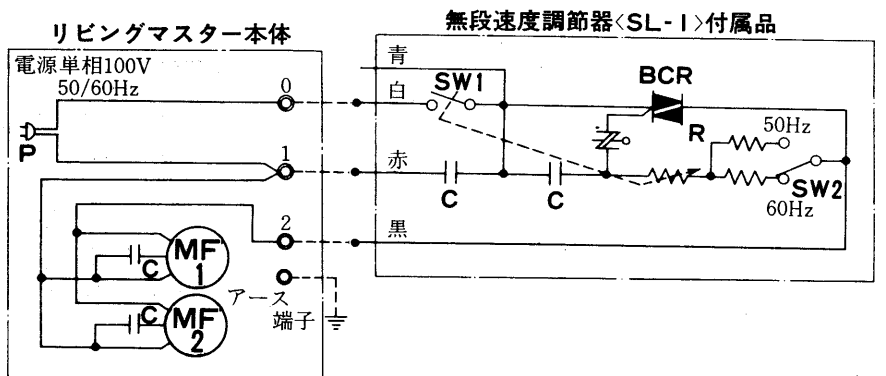 リビングマスター本体
無段速度調節器〈SL-1〉付属品
電源単相100V
50/60Hz
P
0
1
2
MF
1
C
MF
2
C
アース
端子
青
白
赤
黒
SW1
BCR
R
50Hz
60Hz
SW2
C
C